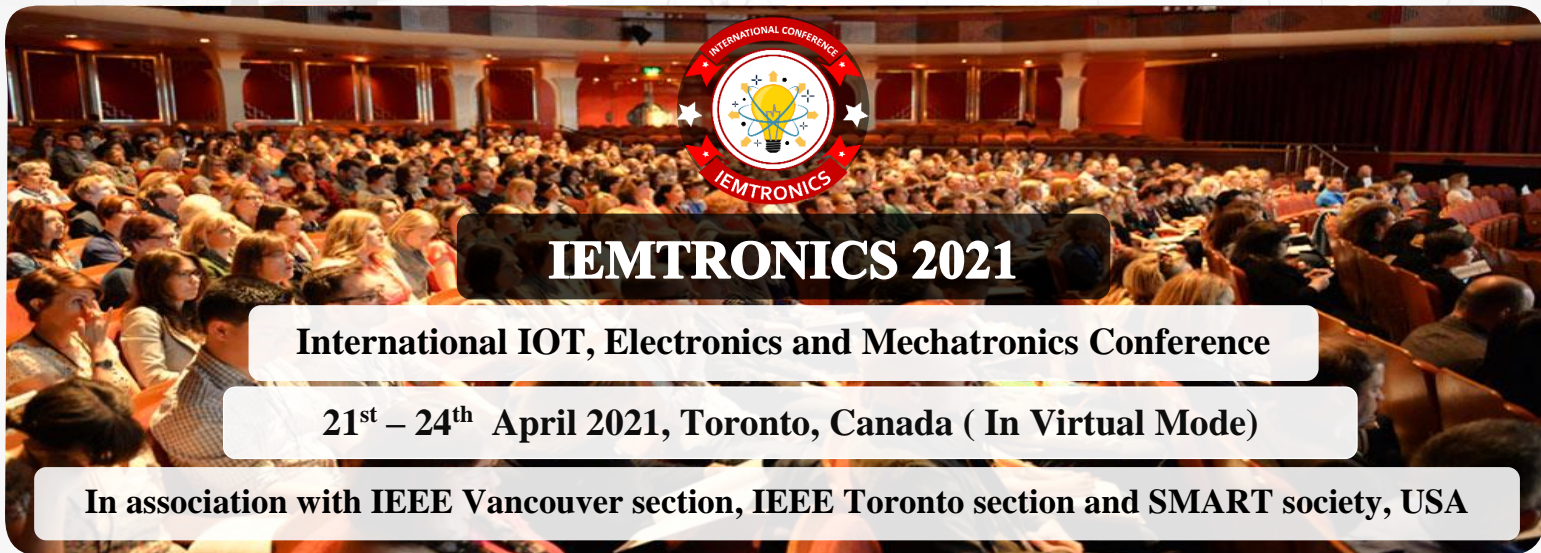 INTERNATIONAL CONFERENCE
IEMTRONICS
IEMTRONICS 2021
International IOT, Electronics and Mechatronics Conference
21st – 24th April 2021, Toronto, Canada ( In Virtual Mode)
In association with IEEE Vancouver section, IEEE Toronto section and SMART society, USA